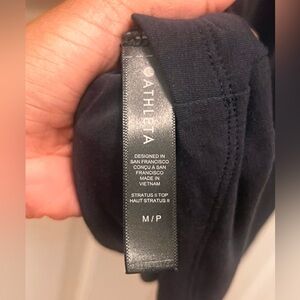 ATHLETA
DESIGNED IN
SAN FRANCISCO
CONÇU À SAN
FRANCISCO
MADE IN
VIETNAM
STRATUS II TOP
HAUT STRATUS II
M/P